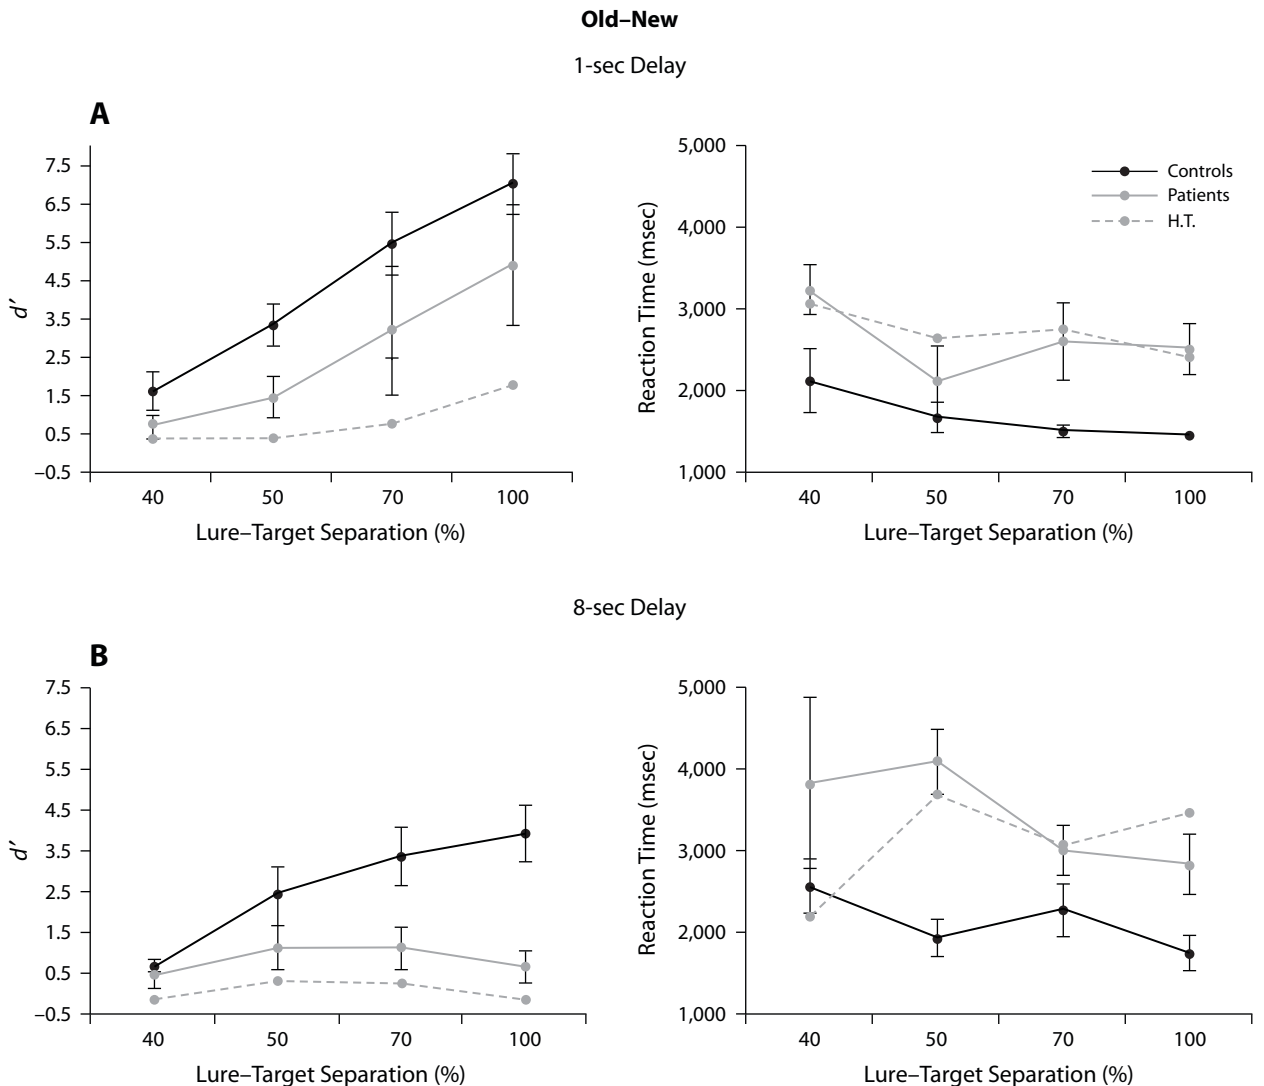 Old–New
1-sec Delay
A
7.5
6.5
5.5
4.5
3.5
2.5
1.5
0.5
–0.5
d′
40 50 70 100
Lure–Target Separation (%)
5,000
4,000
3,000
2,000
1,000
Reaction Time (msec)
Controls
Patients
H.T.
40 50 70 100
Lure–Target Separation (%)
8-sec Delay
B
7.5
6.5
5.5
4.5
3.5
2.5
1.5
0.5
–0.5
d′
40 50 70 100
Lure–Target Separation (%)
5,000
4,000
3,000
2,000
1,000
Reaction Time (msec)
40 50 70 100
Lure–Target Separation (%)